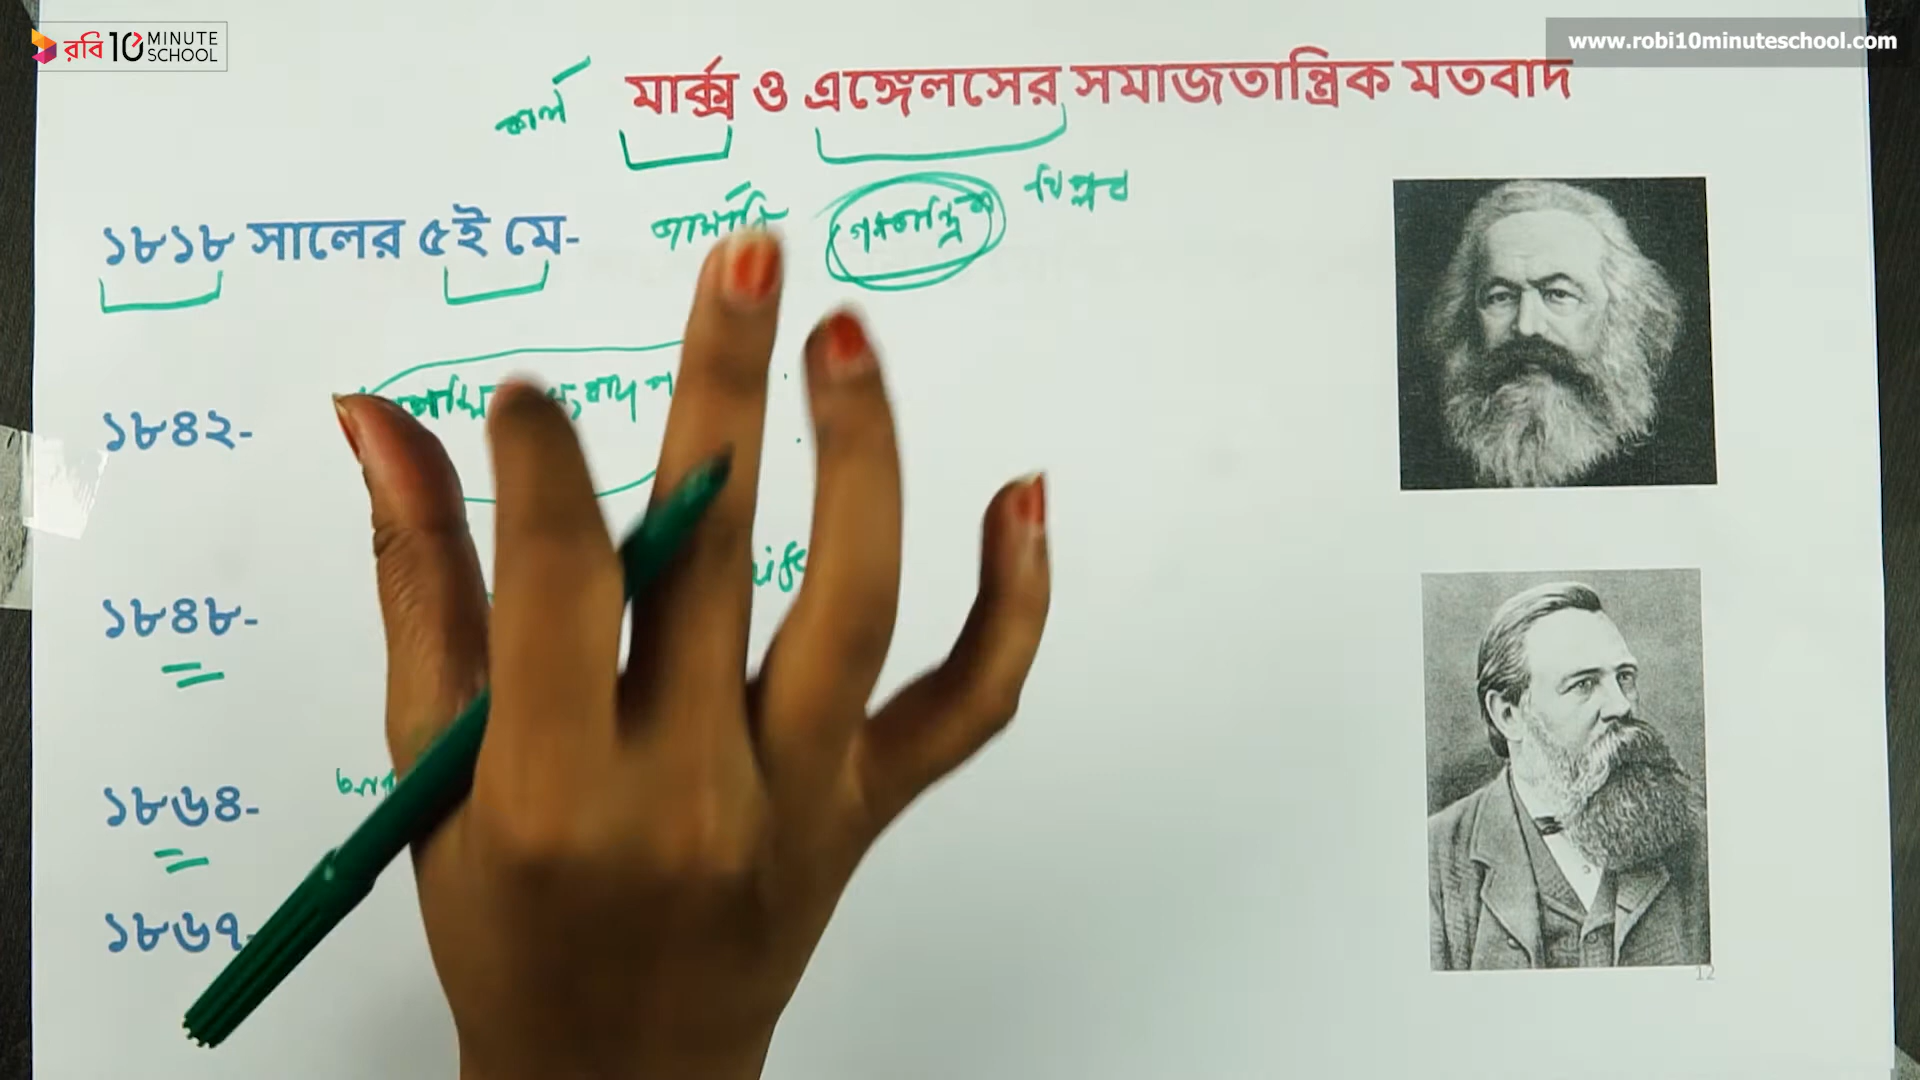 রবি 10 MINUTE SCHOOL
www.robi10minuteschool.com
কার্ল
মার্ক্স ও এঙ্গেলসের সমাজতান্ত্রিক মতবাদ
১৮১৮ সালের ৫ই মে- জার্মানি গণতান্ত্রিক বিপ্লব
১৮৪২-
১৮৪৮-
১৮৬৪-
১৮৬৭-
12